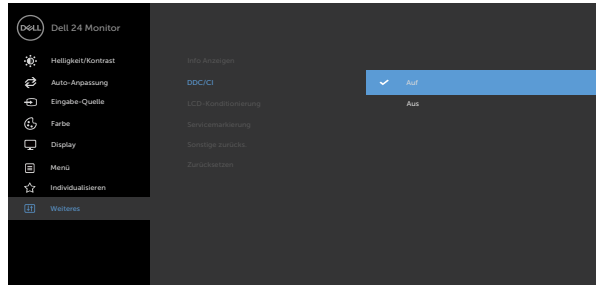 DELL Dell 24 Monitor
Helligkeit/Kontrast
Auto-Anpassung
Eingabe-Quelle
Farbe
Display
Menü
Individualisieren
Weiteres
Info Anzeigen
DDC/CI
LCD-Konditionierung
Servicemarkierung
Sonstige zurücks
Zurücksetzen
Auf
Aus